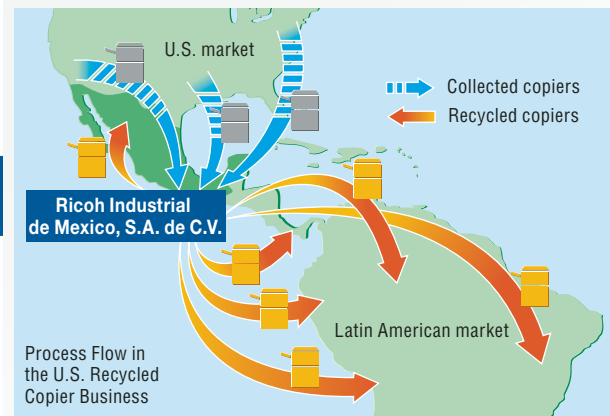 U.S. market
Collected copiers
Recycled copiers
Ricoh Industrial
de Mexico, S.A. de C.V.
Latin American market
Process Flow in
the U.S. Recycled
Copier Business